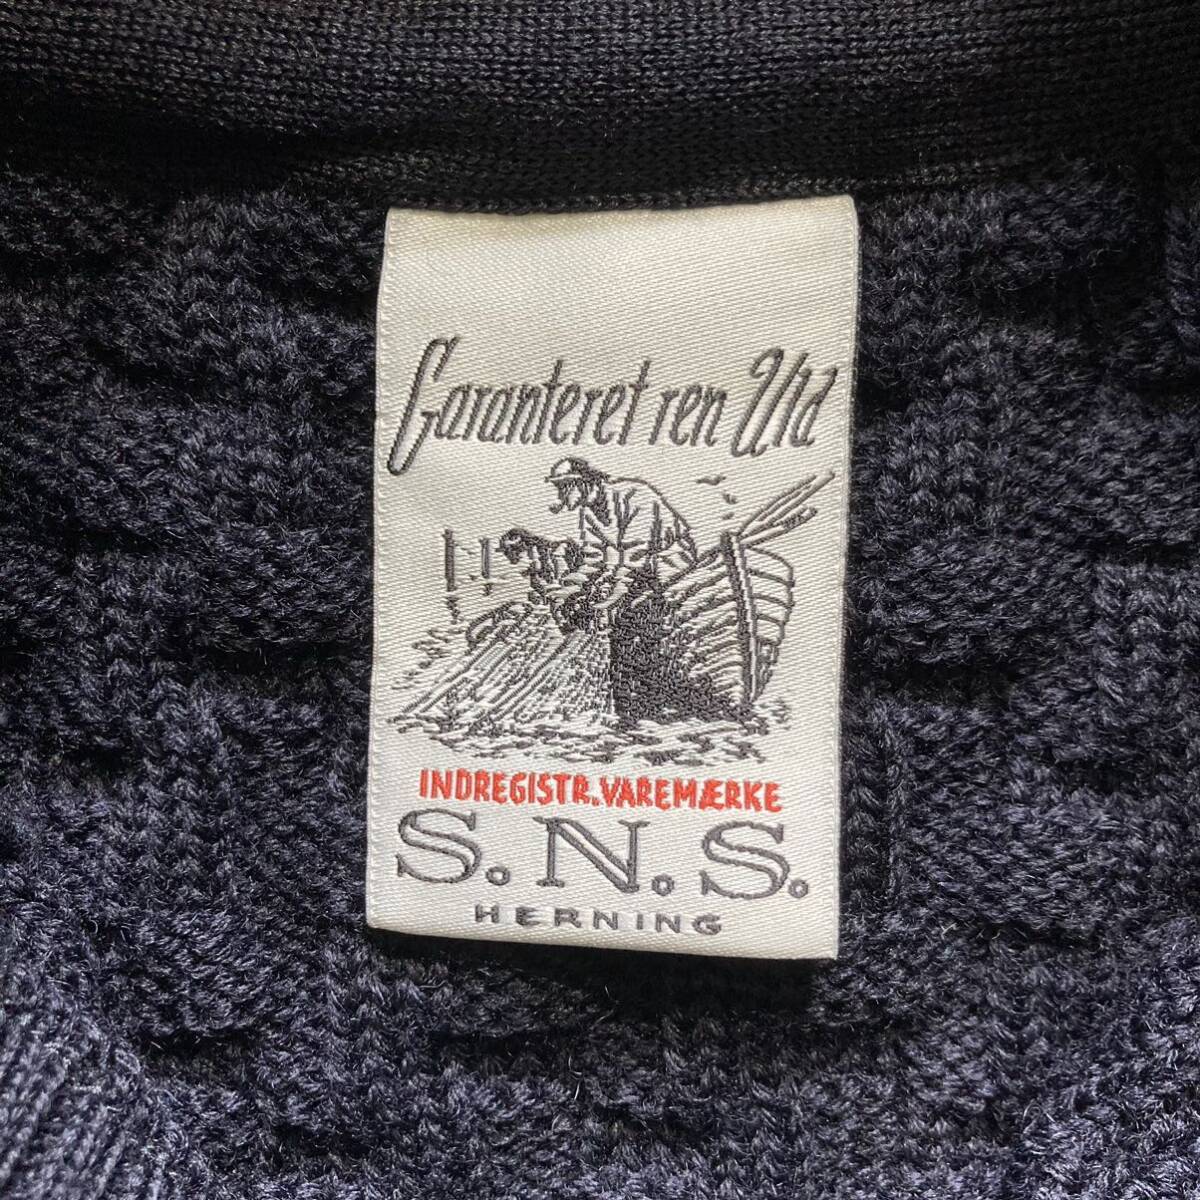 Garanteret ren Uld
INDREGISTR.VAREMÆRKE
S.N.S.
HERNING